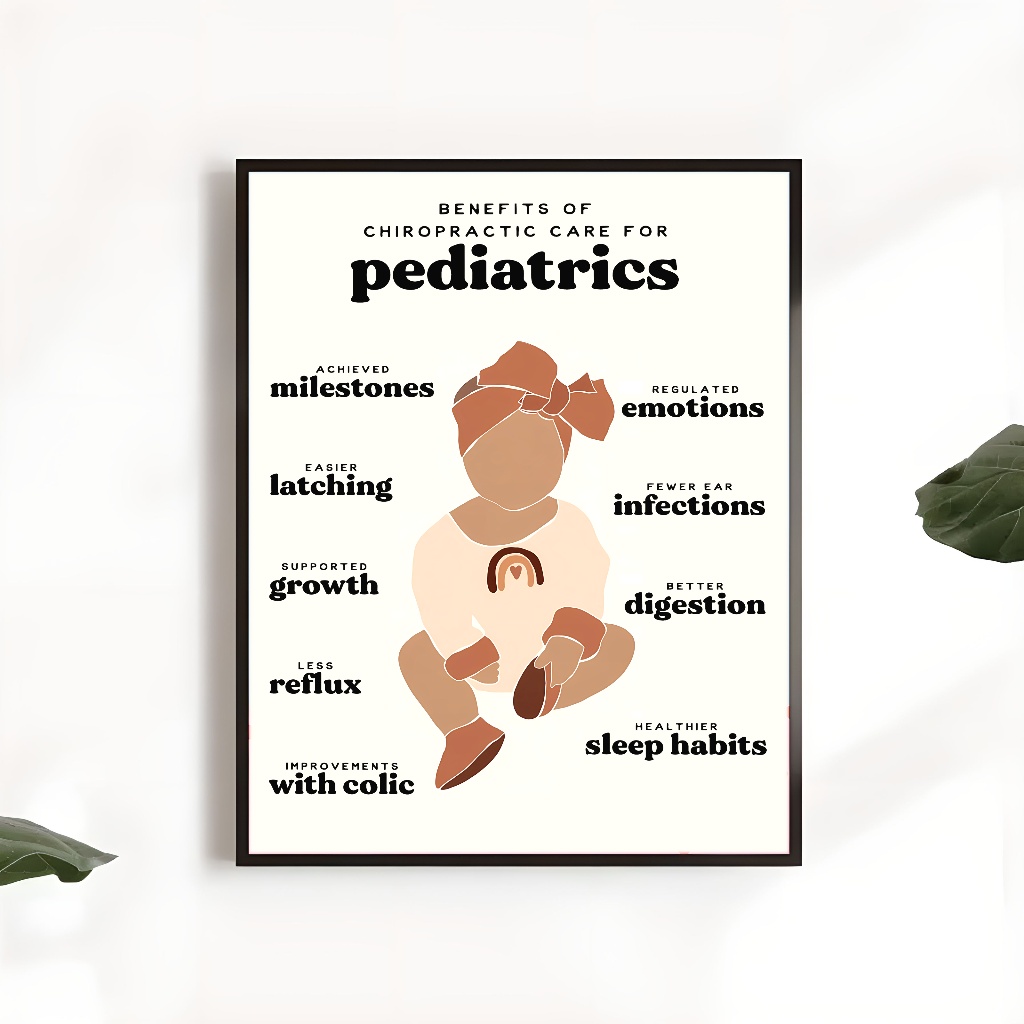 BENEFITS OF
CHIROPRACTIC CARE FOR
pediatrics
ACHIEVED
milestones
EASIER
latching
SUPPORTED
growth
LESS
reflux
IMPROVEMENTS
with colic
REGULATED
emotions
FEWER EAR
infections
BETTER
digestion
HEALTHIER
sleep habits